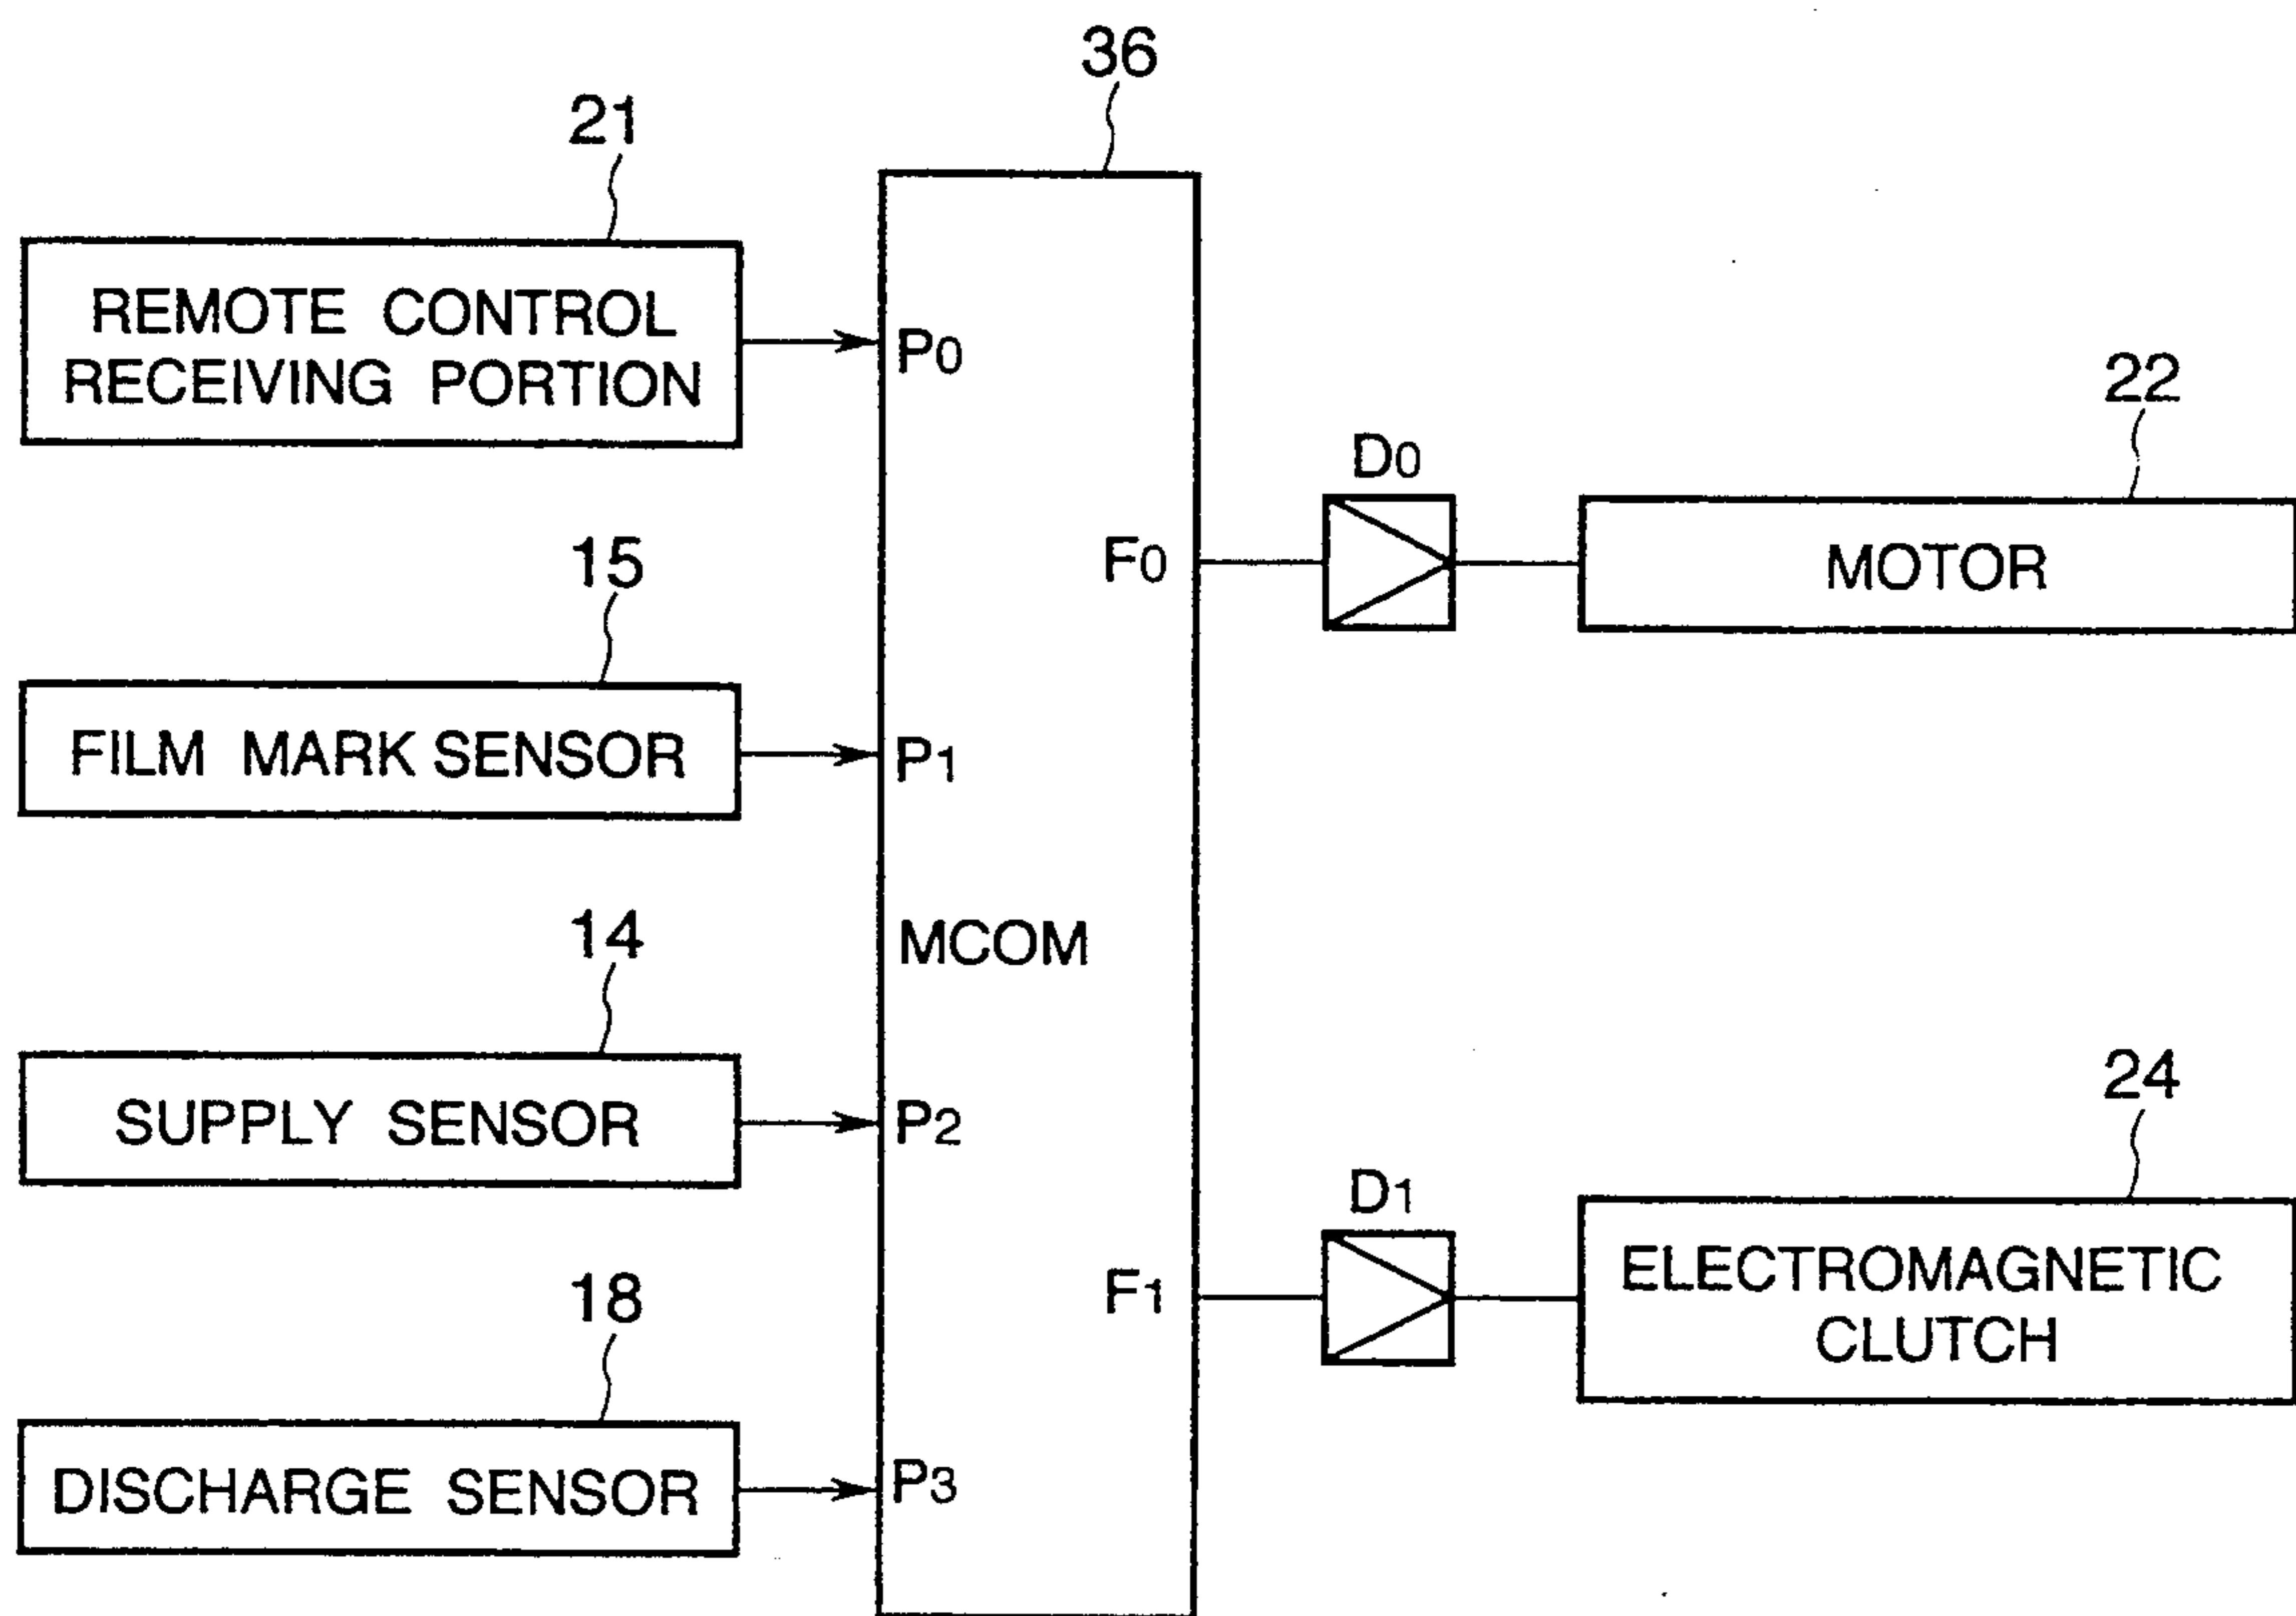 36
21
REMOTE CONTROL
RECEIVING PORTION
P0
22
D0
F0
MOTOR
15
FILM MARK SENSOR
P1
14
MCOM
SUPPLY SENSOR
P2
24
D1
F1
ELECTROMAGNETIC
CLUTCH
18
DISCHARGE SENSOR
P3